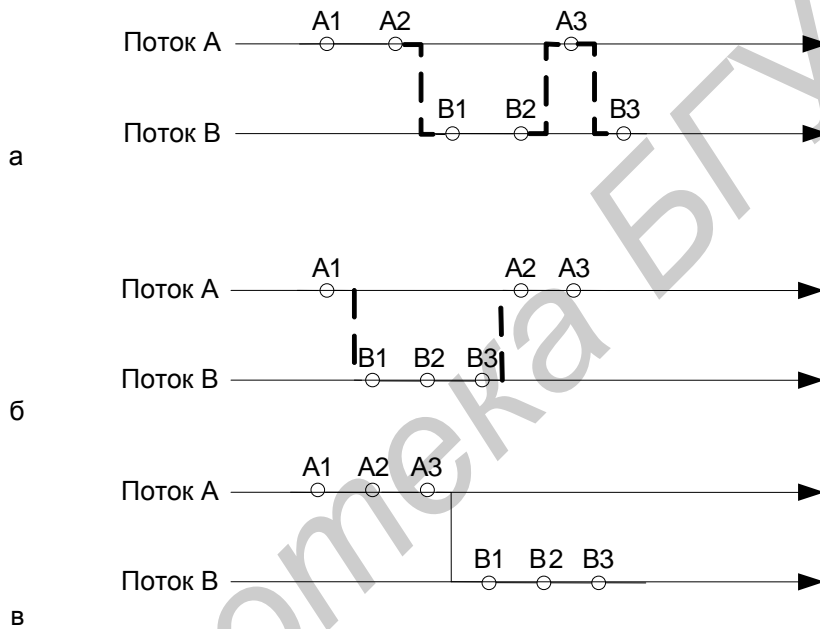 A1 A2 A3
Поток А
B1 B2 B3
Поток В
а
A1 A2 A3
Поток А
B1 B2 B3
Поток В
б
A1 A2 A3
Поток А
B1 B2 B3
Поток В
в